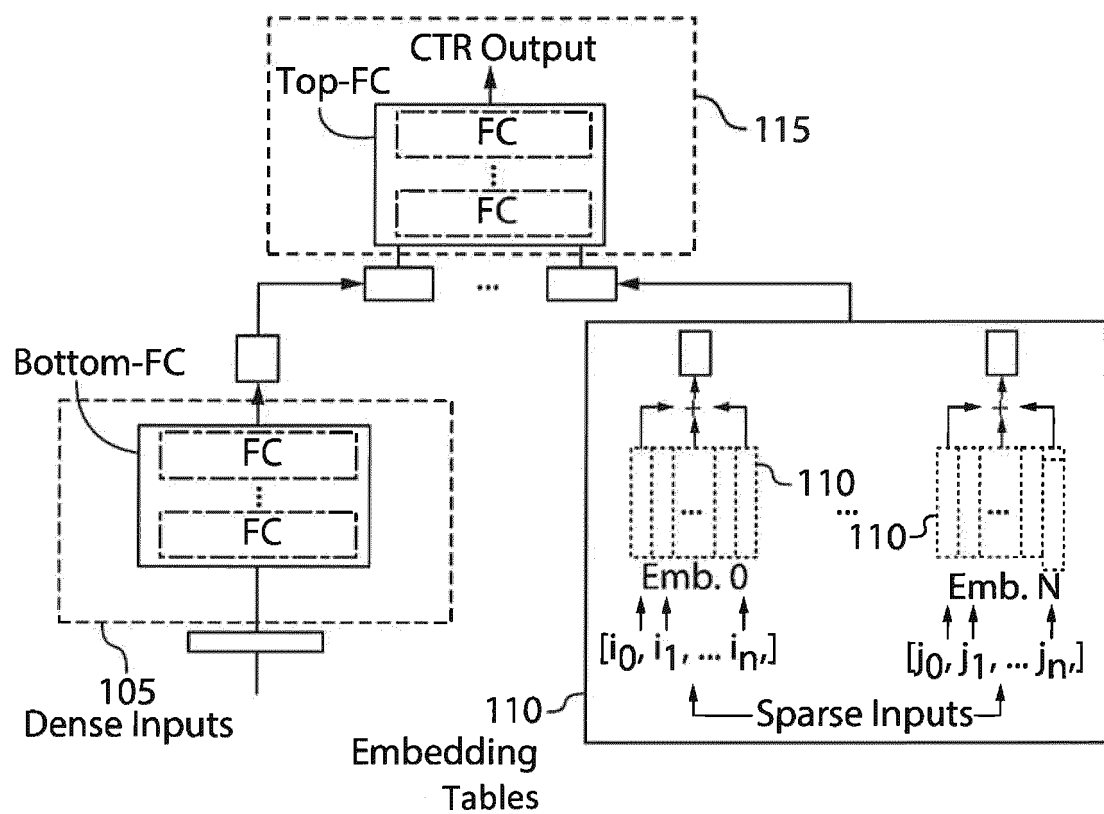 CTR Output
Top-FC
FC
115
FC
...
Bottom-FC
FC
FC
110
...
110
...
...
Emb. 0
Emb. N
[i0, i1, ... in,]
[j0, j1, ... jn,]
105
Dense Inputs
110
Sparse Inputs
Embedding
Tables